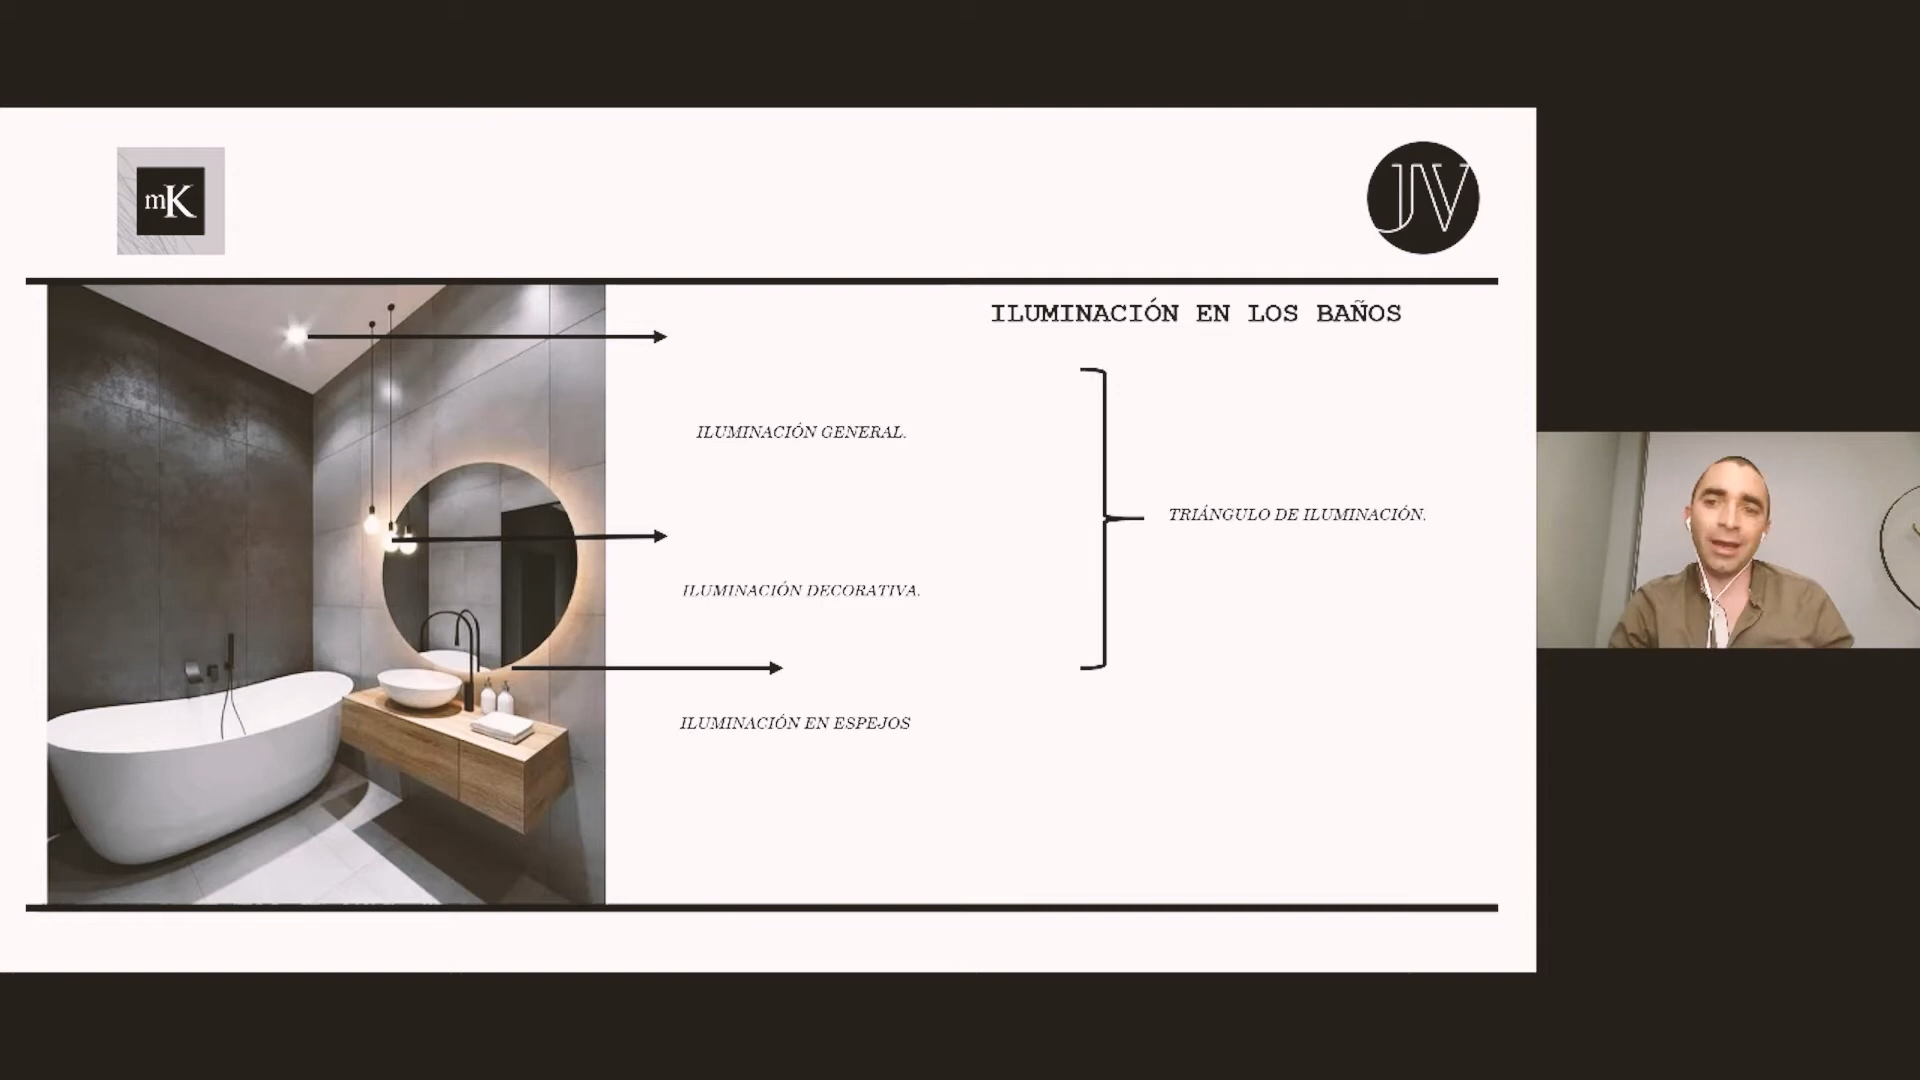 mK
JV
ILUMINACIÓN EN LOS BAÑOS
ILUMINACIÓN GENERAL.
TRIÁNGULO DE ILUMINACIÓN.
ILUMINACIÓN DECORATIVA.
ILUMINACIÓN EN ESPEJOS